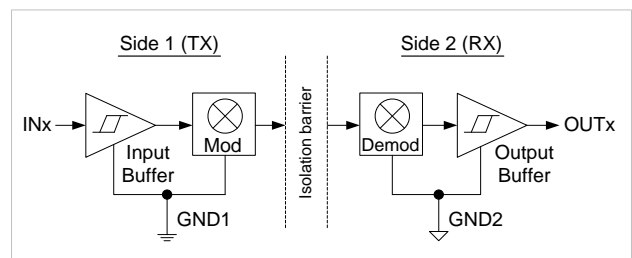 Side 1 (TX)
Side 2 (RX)
INx
Input
Buffer
Mod
GND1
Isolation barrier
Demod
Output
Buffer
OUTx
GND2